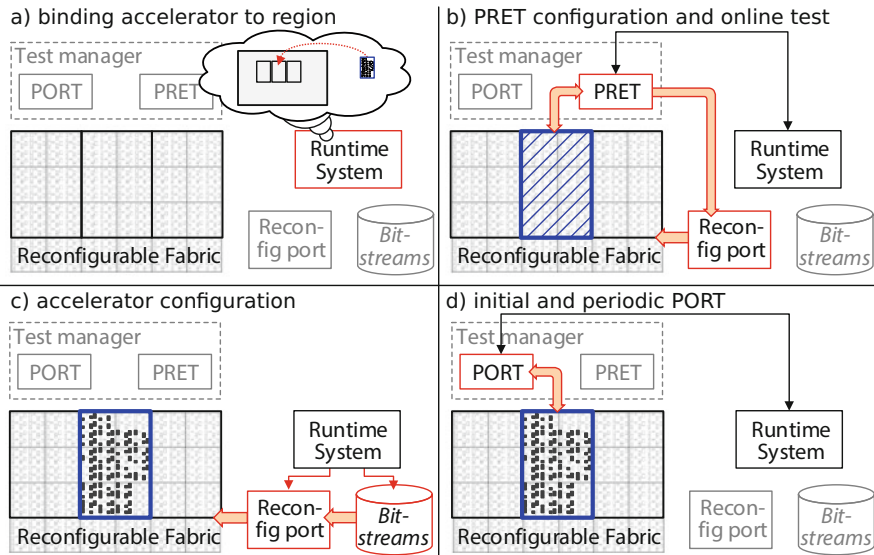 a) binding accelerator to region
Test manager
PORT
PRET
Runtime
System
Recon-
fig port
Bit-
streams
Reconfigurable Fabric
b) PRET configuration and online test
Test manager
PORT
PRET
Runtime
System
Recon-
fig port
Bit-
streams
Reconfigurable Fabric
c) accelerator configuration
Test manager
PORT
PRET
Runtime
System
Recon-
fig port
Bit-
streams
Reconfigurable Fabric
d) initial and periodic PORT
Test manager
PORT
PRET
Runtime
System
Recon-
fig port
Bit-
streams
Reconfigurable Fabric